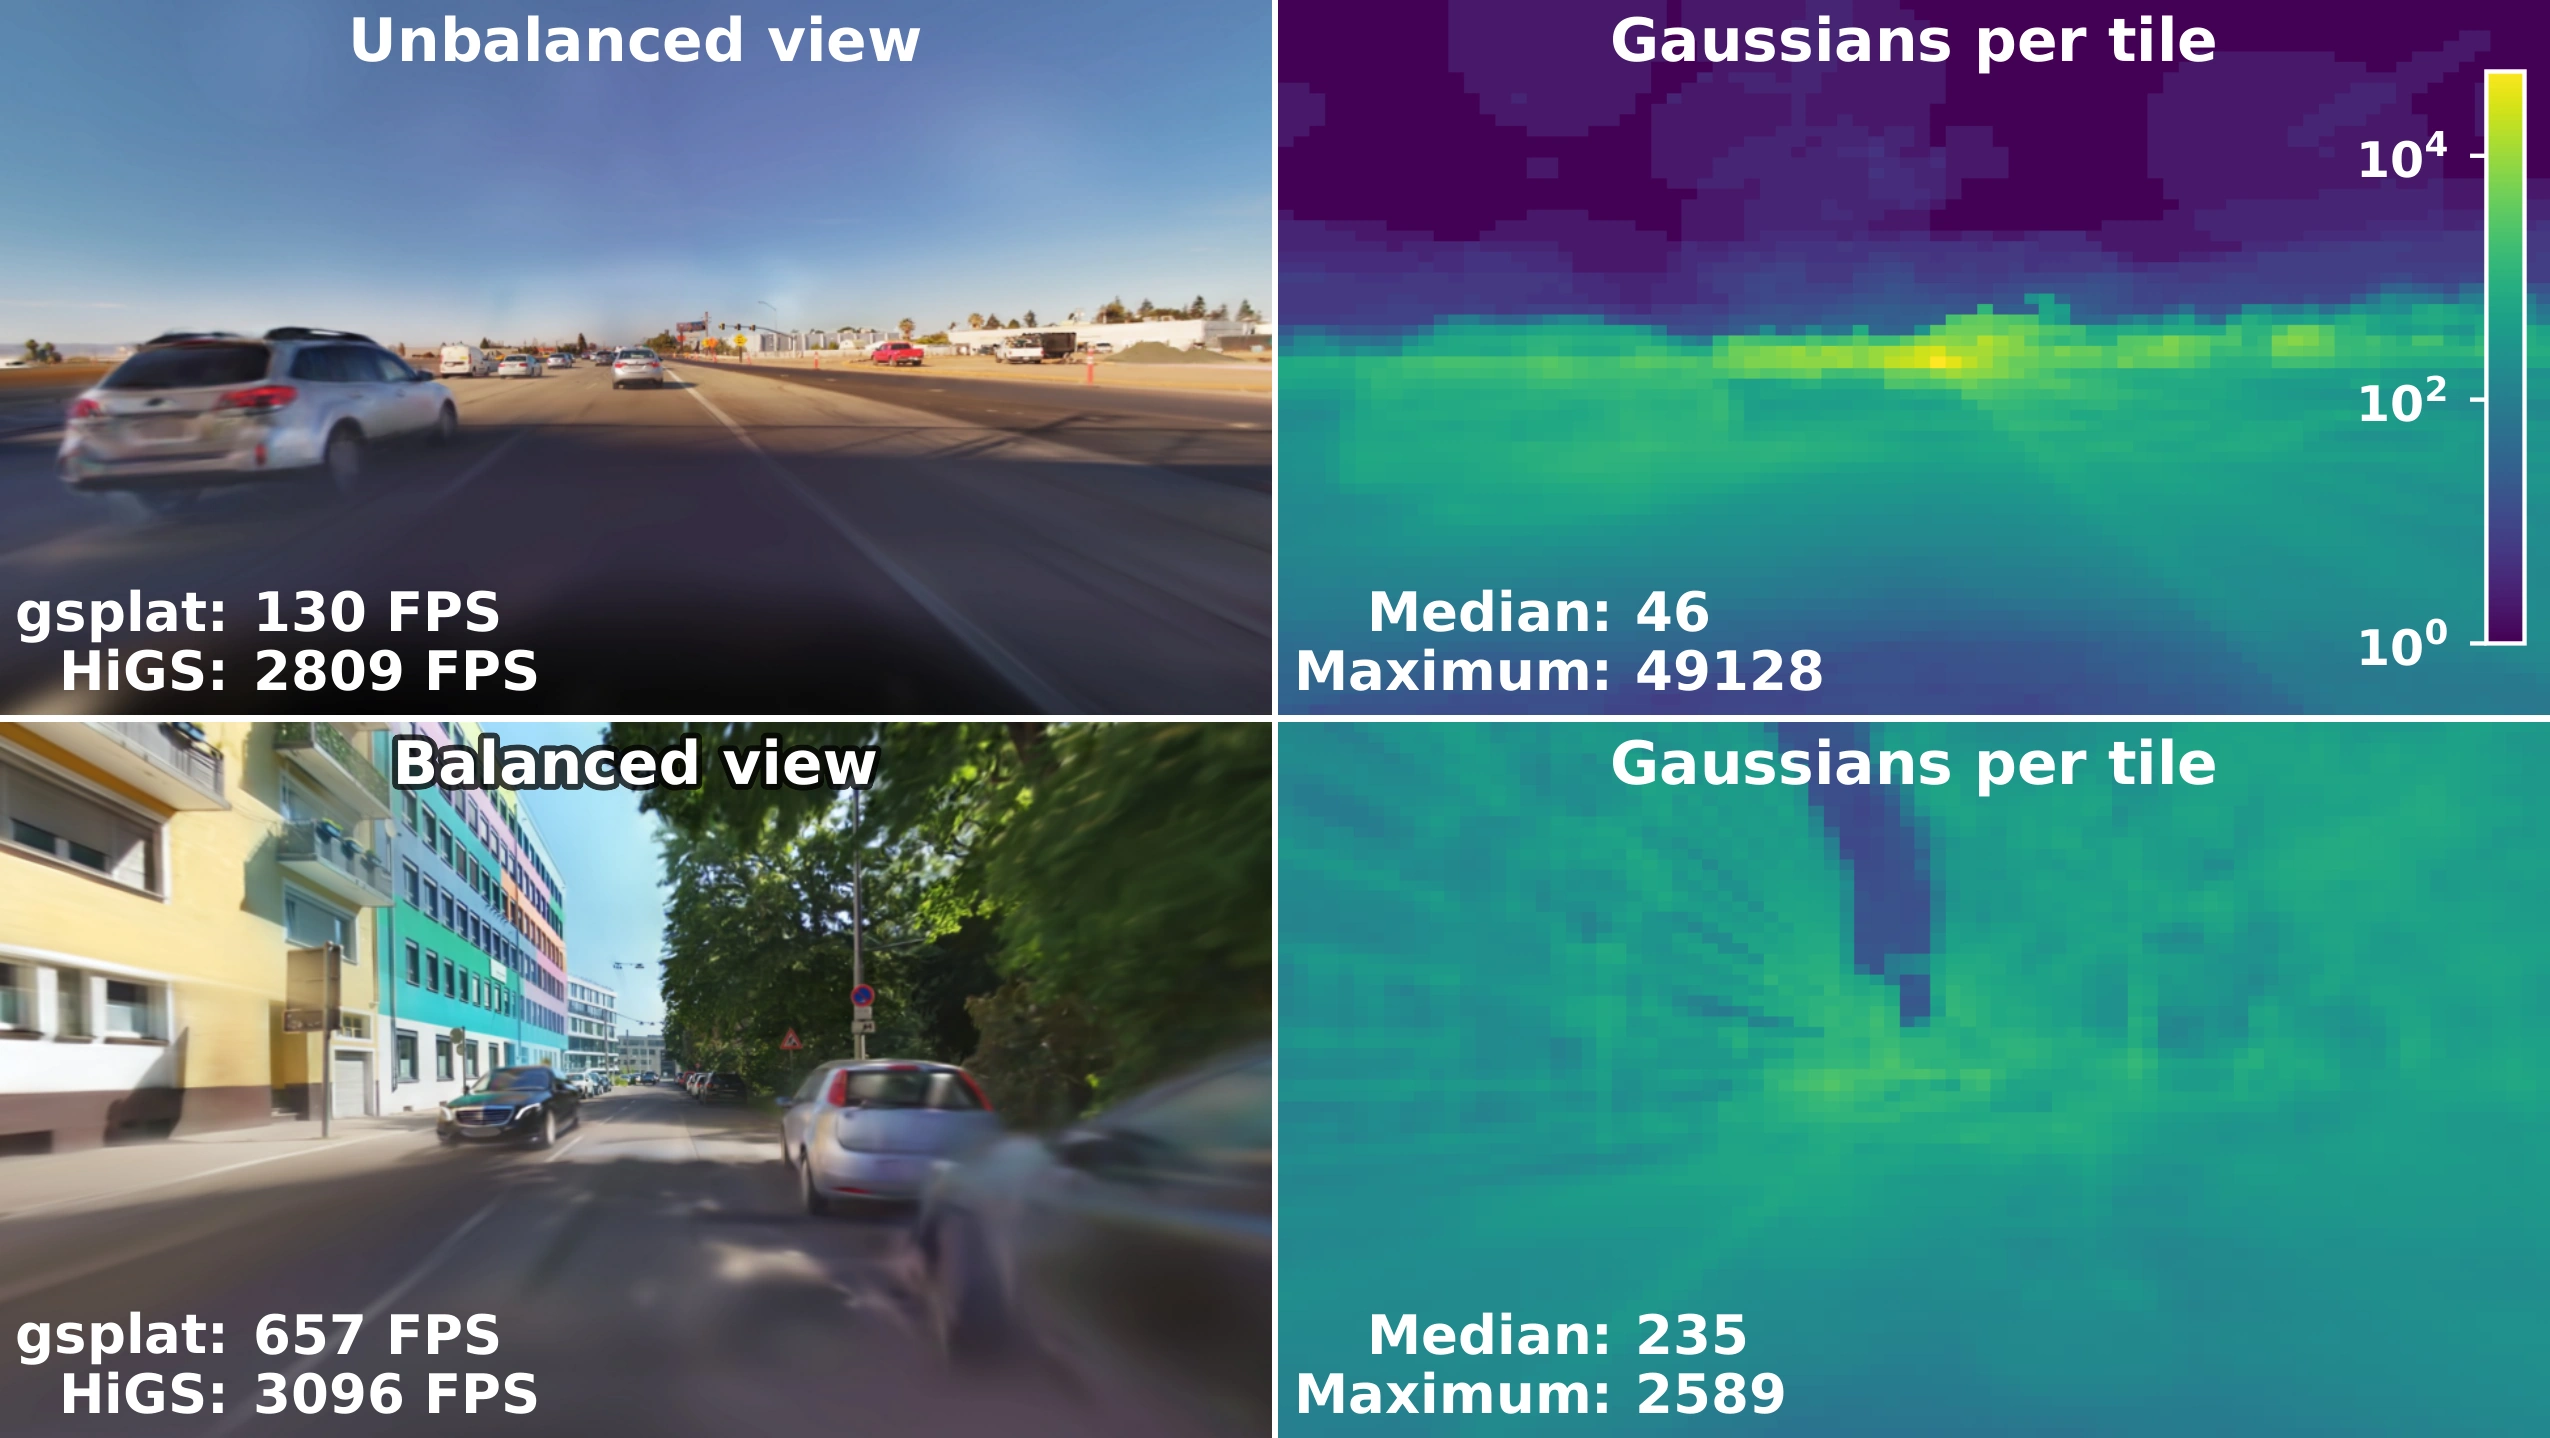 Unbalanced view
gsplat: 130 FPS
HiGS: 2809 FPS
Gaussians per tile
10⁴
10²
10⁰
Median: 46
Maximum: 49128
Balanced view
gsplat: 657 FPS
HiGS: 3096 FPS
Gaussians per tile
Median: 235
Maximum: 2589